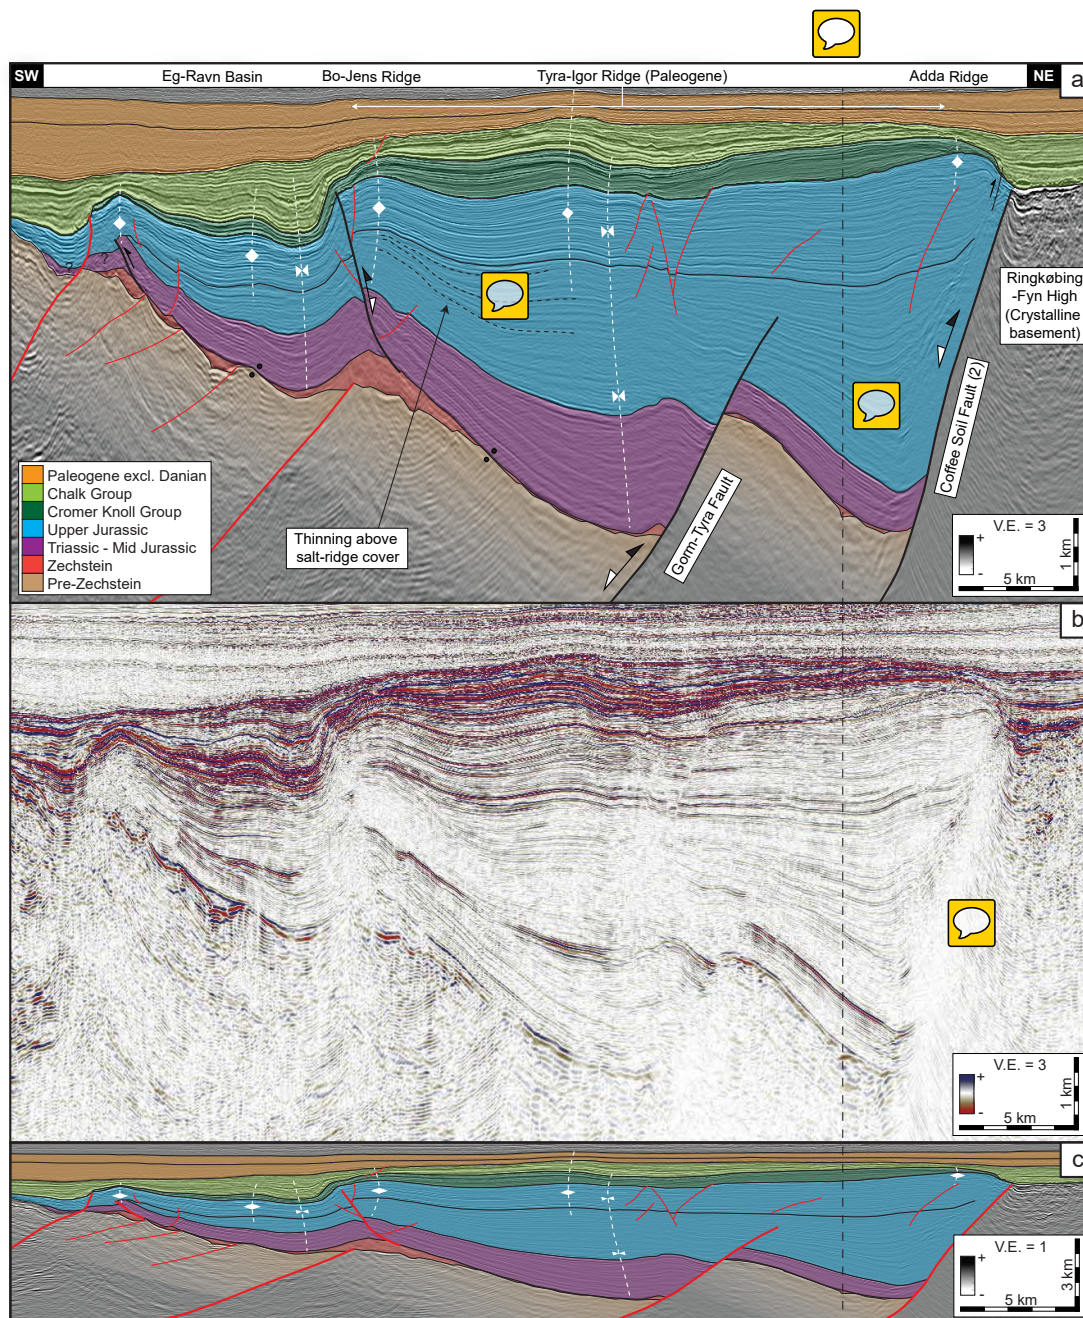 SW
Eg-Ravn Basin
Bo-Jens Ridge
Tyra-Igor Ridge (Paleogene)
Adda Ridge
NE
a
Ringkøbing
-Fyn High
(Crystalline
basement)
Coffee Soil Fault (2)
Gorm-Tyra Fault
Thinning above
salt-ridge cover
Paleogene excl. Danian
Chalk Group
Cromer Knoll Group
Upper Jurassic
Triassic - Mid Jurassic
Zechstein
Pre-Zechstein
V.E. = 3
+
-
1 km
5 km
b
V.E. = 3
+
-
1 km
5 km
c
V.E. = 1
+
-
3 km
5 km